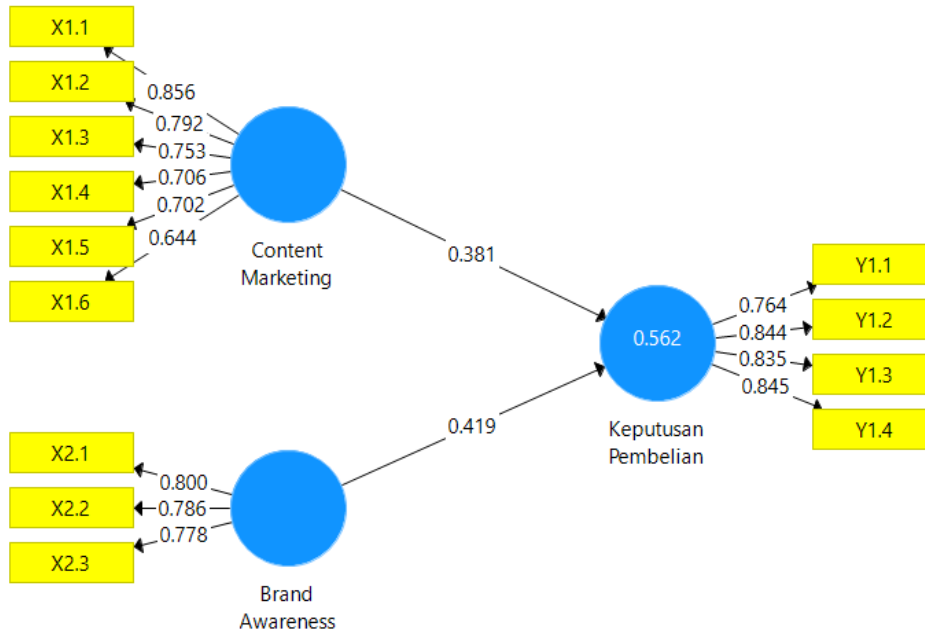 X1.1
X1.2
X1.3
X1.4
X1.5
X1.6
0.856
0.792
0.753
0.706
0.702
0.644
Content
Marketing
0.381
X2.1
X2.2
X2.3
0.800
0.786
0.778
Brand
Awareness
0.419
0.562
Keputusan
Pembelian
0.764
0.844
0.835
0.845
Y1.1
Y1.2
Y1.3
Y1.4